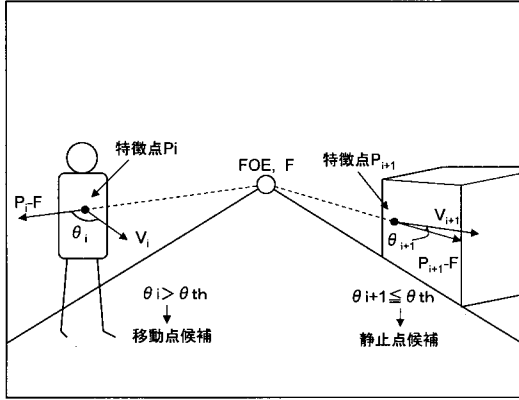 特徴点Pi
FOE, F
特徴点Pi+1
Pi-F
θi
Vi
Vi+1
θi+1
Pi+1-F
θi>θth
移動点候補
θi+1≦θth
静止点候補